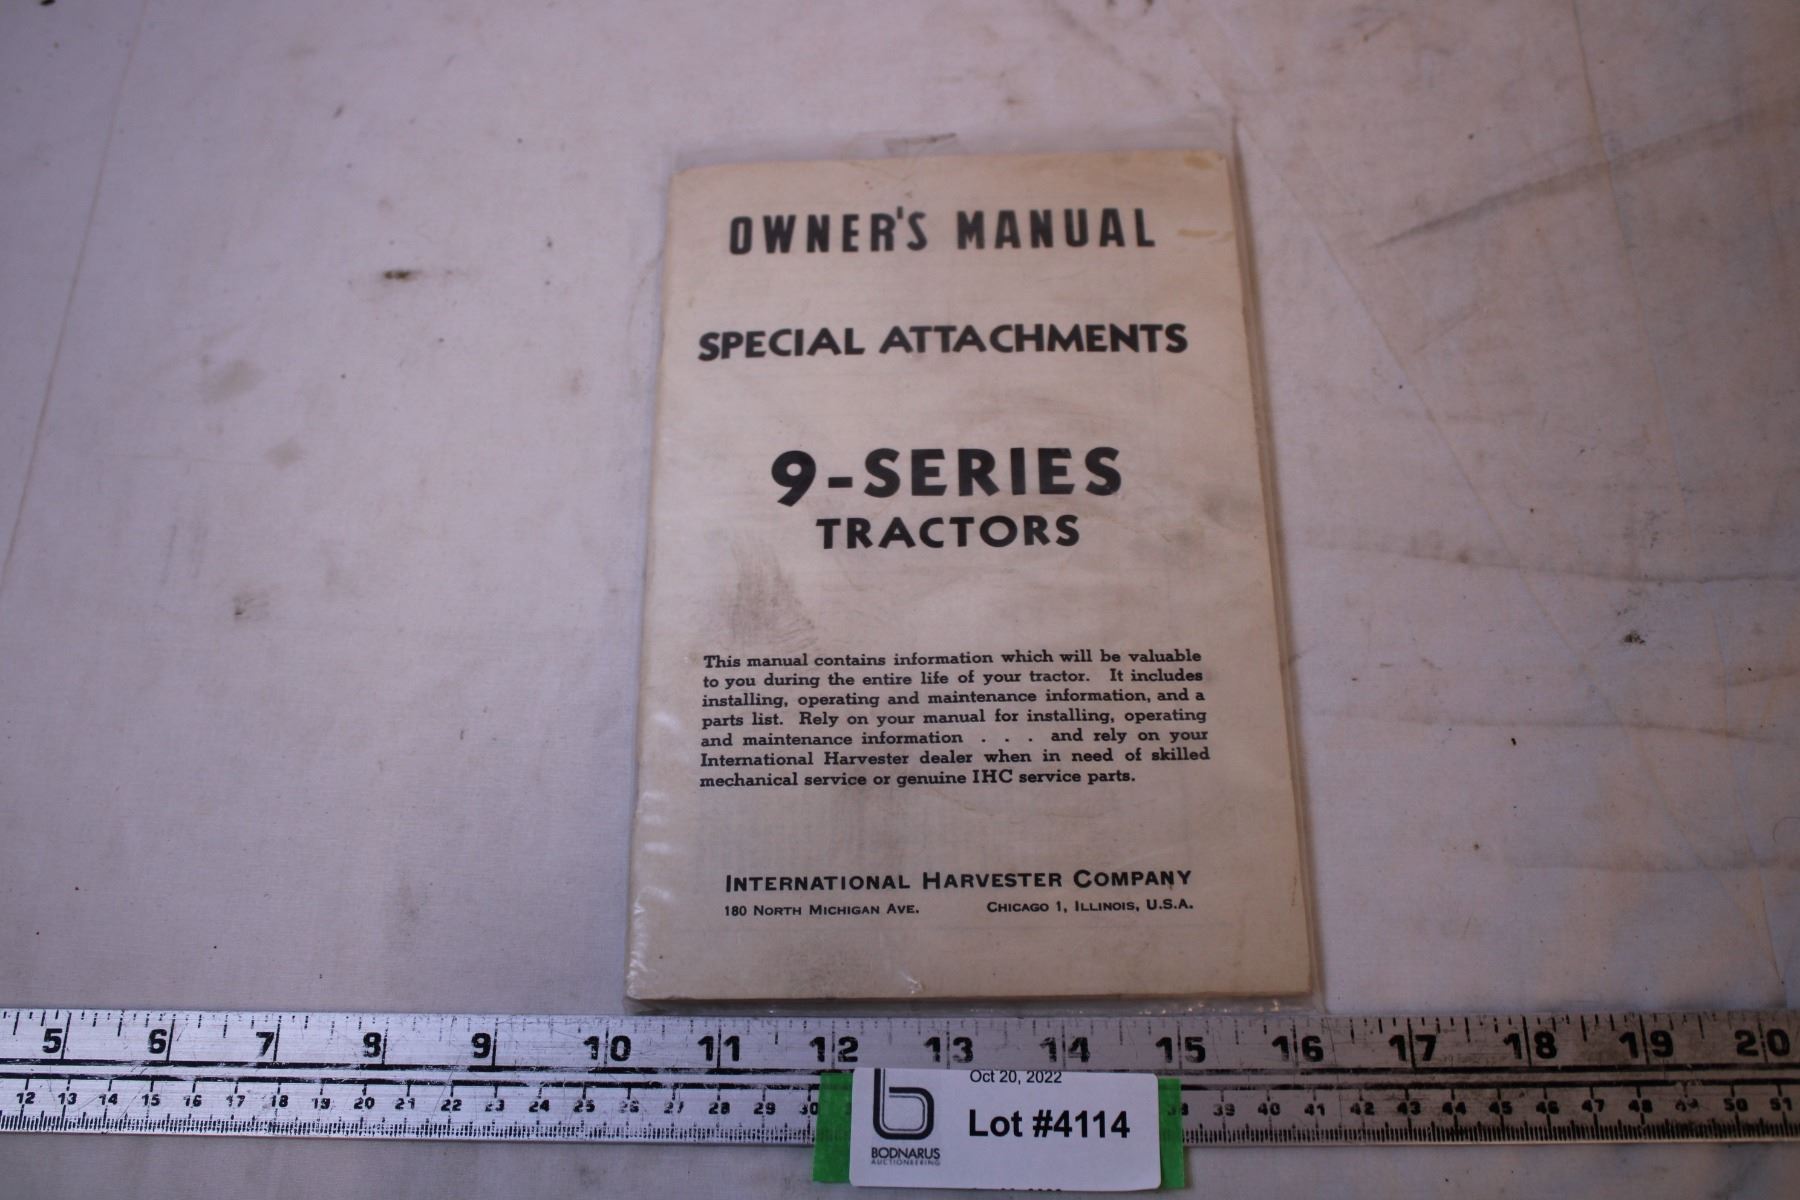 OWNER'S MANUAL
SPECIAL ATTACHMENTS
9-SERIES
TRACTORS
This manual contains information which will be valuable
to you during the entire life of your tractor. It includes
installing, operating and maintenance information, and a
parts list. Rely on your manual for installing, operating
and maintenance information . . . and rely on your
International Harvester dealer when in need of skilled
mechanical service or genuine IHC service parts.
INTERNATIONAL HARVESTER COMPANY
180 NORTH MICHIGAN AVE. CHICAGO 1, ILLINOIS, U.S.A.
5 6 7 8 9 10 11 12 13 14 15 16 17 18 19 20
12 13 14 15 16 17 18 19 20 21 22 23 24 25 26 27 28 29 30 38 39 40 41 42 43 44 45 46 47 48 49 50 51
Oct 20, 2022
Lot #4114
BODNARUS
AUCTIONEERING